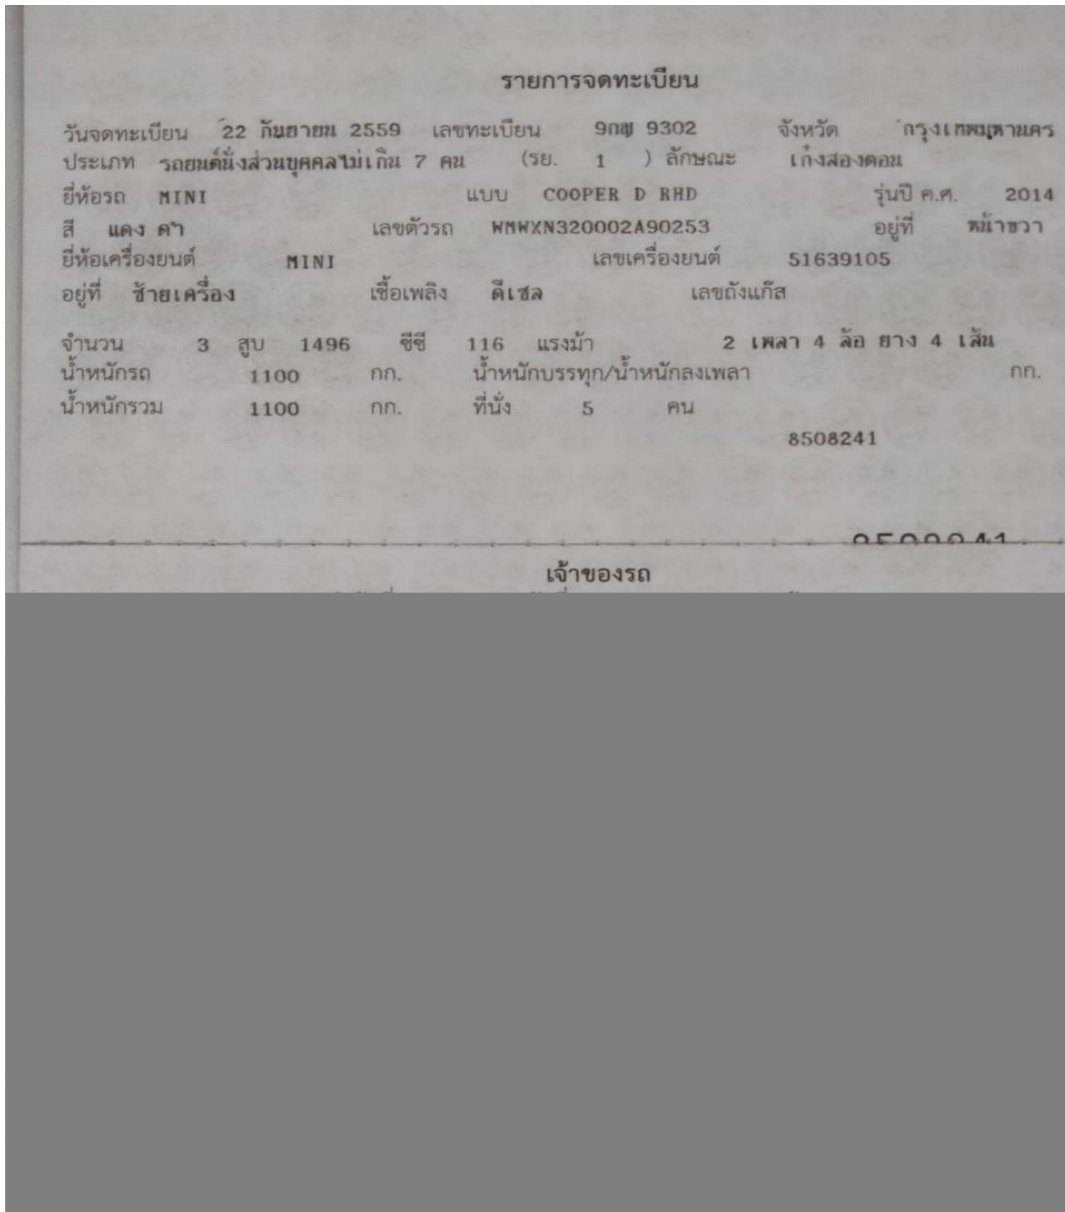 รายการจดทะเบียน
วันจดทะเบียน 22 กันยายน 2559 เลขทะเบียน 9กฆ 9302 จังหวัด กรุงเทพมหานคร
ประเภท รถยนต์นั่งส่วนบุคคลไม่เกิน 7 คน (รย. 1 ) ลักษณะ เก๋งสองตอน
ยี่ห้อรถ MINI แบบ COOPER D RHD รุ่นปี ค.ศ. 2014
สี แดง ดำ เลขตัวรถ WMWXN320002A90253 อยู่ที่ หน้าขวา
ยี่ห้อเครื่องยนต์ MINI เลขเครื่องยนต์ 51639105
อยู่ที่ ซ้ายเครื่อง เชื้อเพลิง ดีเซล เลขถังแก๊ส
จำนวน 3 สูบ 1496 ซีซี 116 แรงม้า 2 เพลา 4 ล้อ ยาง 4 เส้น
น้ำหนักรถ 1100 กก. น้ำหนักบรรทุก/น้ำหนักลงเพลา กก.
น้ำหนักรวม 1100 กก. ที่นั่ง 5 คน
8508241
เจ้าของรถ